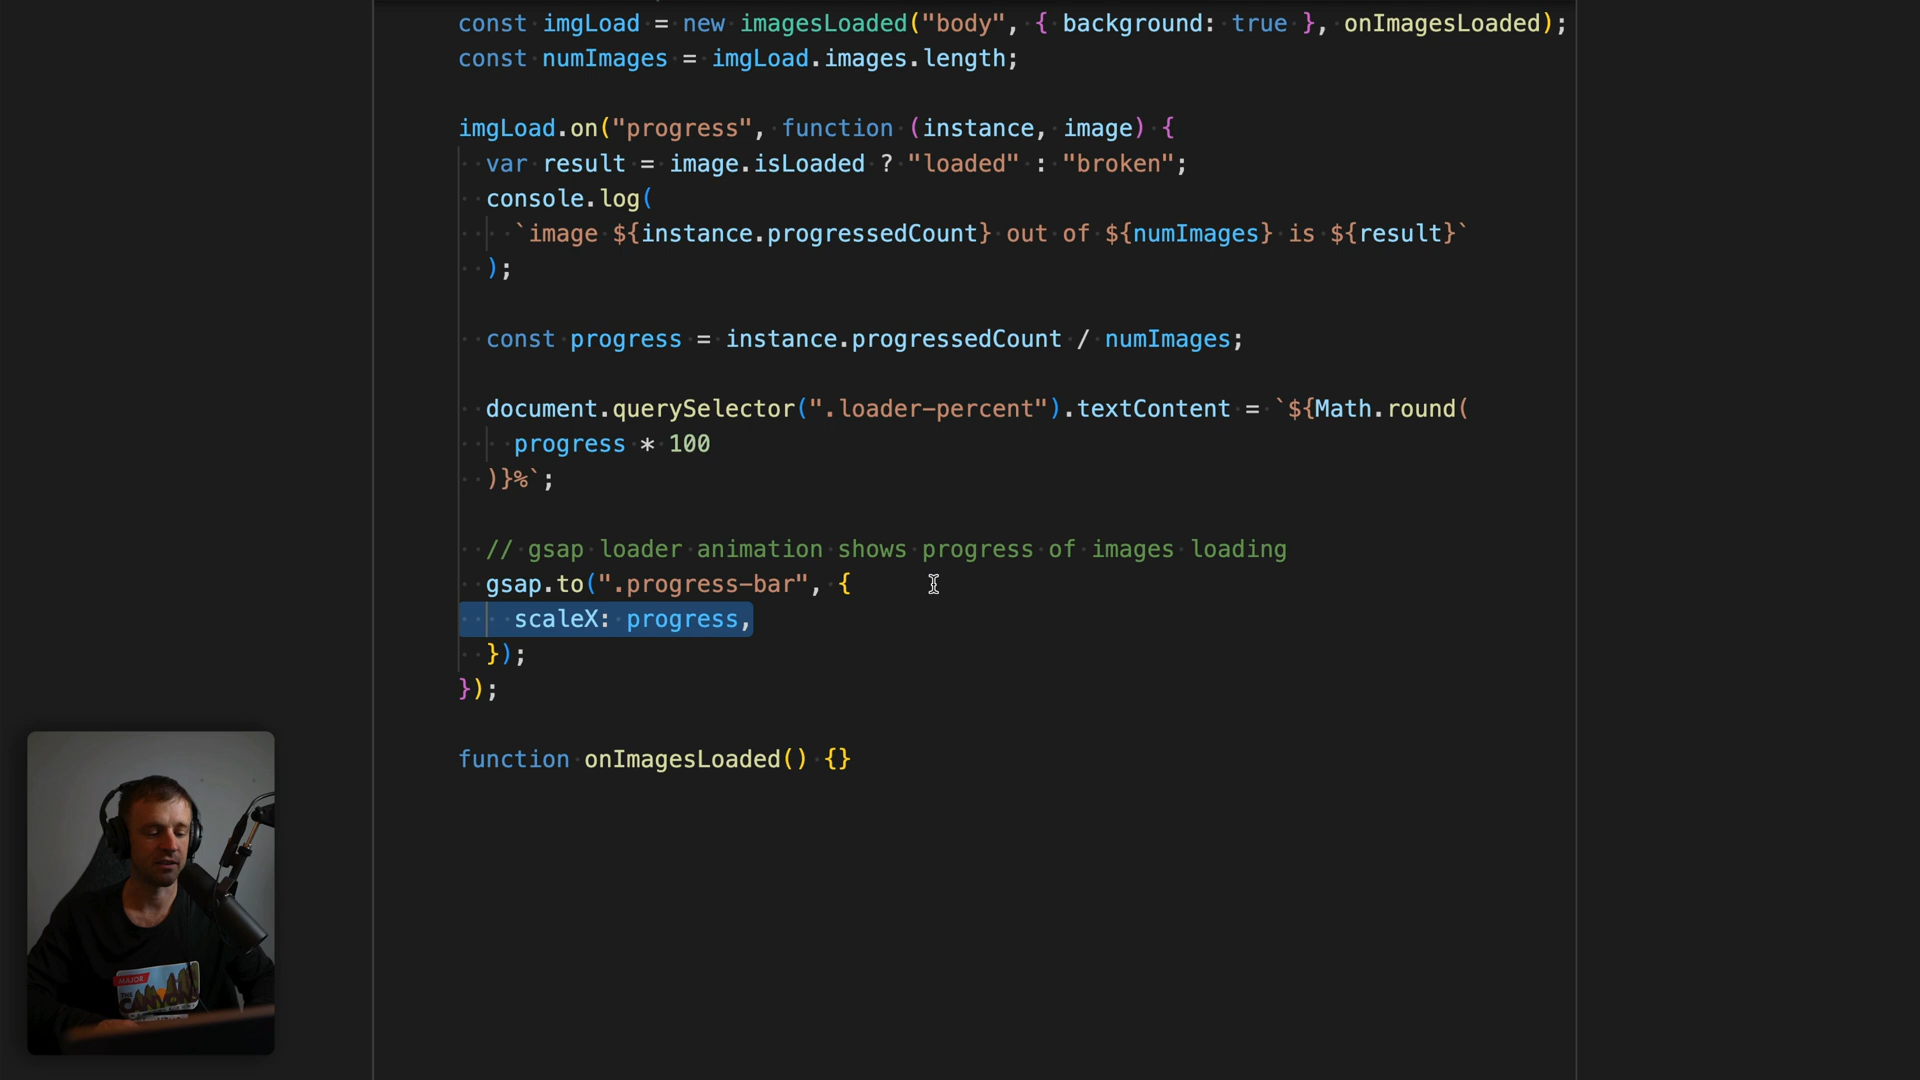 const imgLoad = new imagesLoaded("body", { background: true }, onImagesLoaded);
const numImages = imgLoad.images.length;
imgLoad.on("progress", function (instance, image) {
var result = image.isLoaded ? "loaded" : "broken";
console.log(
`image ${instance.progressedCount} out of ${numImages} is ${result}`
);
const progress = instance.progressedCount / numImages;
document.querySelector(".loader-percent").textContent = `${Math.round(
progress * 100
)}%`;
// gsap loader animation shows progress of images loading
gsap.to(".progress-bar", {
scaleX: progress,
});
});
function onImagesLoaded() {}
MAJOR
THE
CANYON